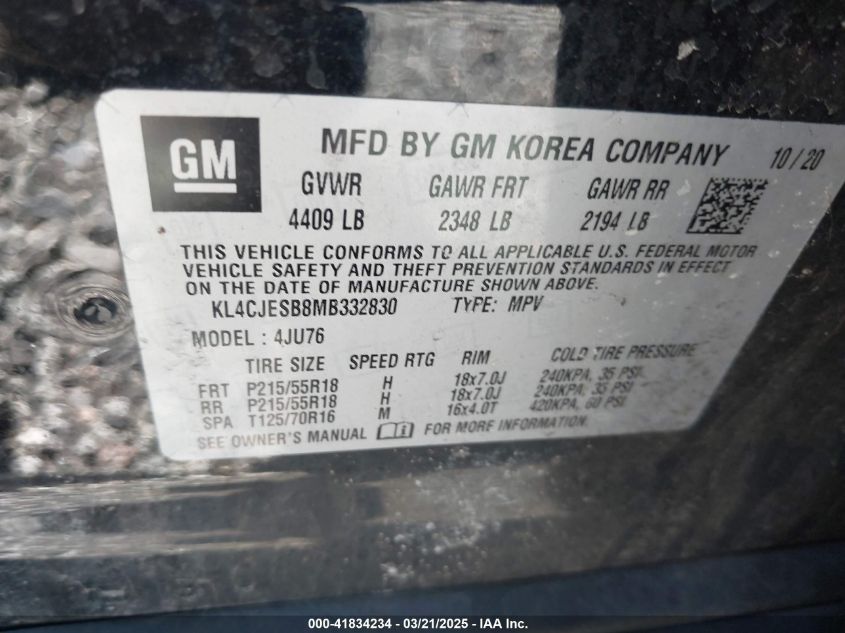 GM
MFD BY GM KOREA COMPANY 10/20
GVWR GAWR FRT GAWR RR
4409 LB 2348 LB 2194 LB
THIS VEHICLE CONFORMS TO ALL APPLICABLE U.S. FEDERAL MOTOR
VEHICLE SAFETY AND THEFT PREVENTION STANDARDS IN EFFECT
ON THE DATE OF MANUFACTURE SHOWN ABOVE.
KL4CJESB8MB332830 TYPE: MPV
MODEL: 4JU76
TIRE SIZE SPEED RTG RIM COLD TIRE PRESSURE
FRT P215/55R18 H 18x7.0J 240KPA, 35 PSI
RR P215/55R18 H 18x7.0J 240KPA, 35 PSI
SPA T125/70R16 M 16x4.0T 420KPA, 60 PSI
SEE OWNER'S MANUAL FOR MORE INFORMATION.
000-41834234 / 03/21/2025 - IAA Inc.